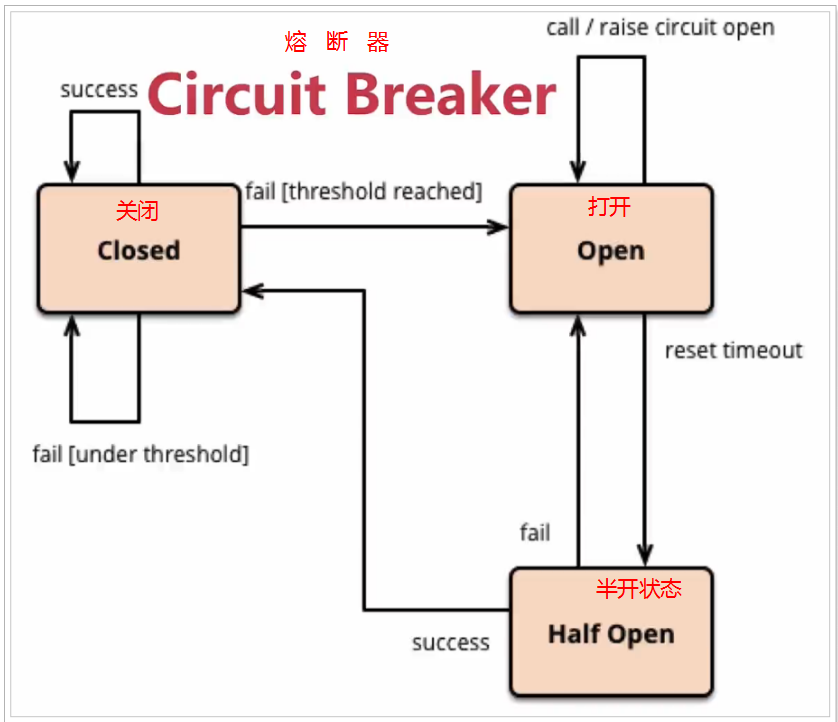 熔 断 器
call / raise circuit open
Circuit Breaker
success
fail [threshold reached]
关闭
Closed
打开
Open
reset timeout
fail [under threshold]
fail
半开状态
Half Open
success